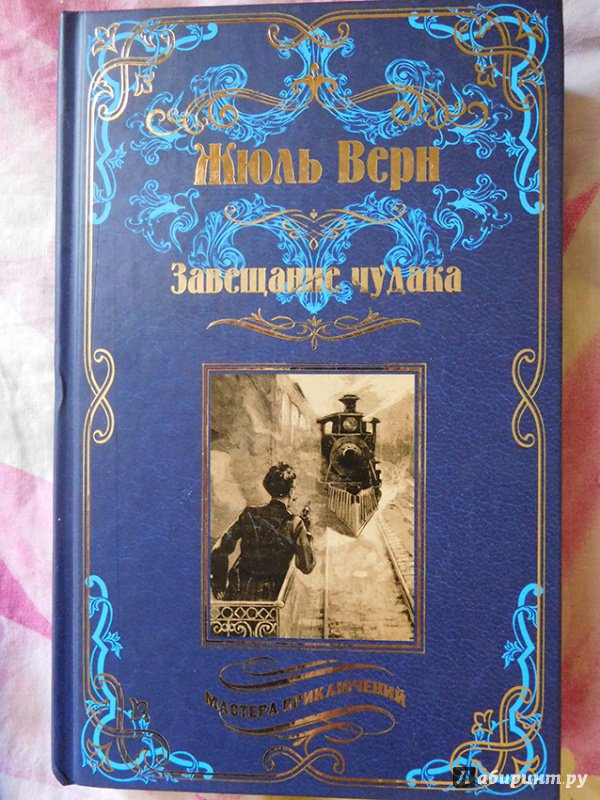 Жюль Верн
Завещание чудака
МАСТЕРА ПРИКЛЮЧЕНИЙ
Лабиринт.ру